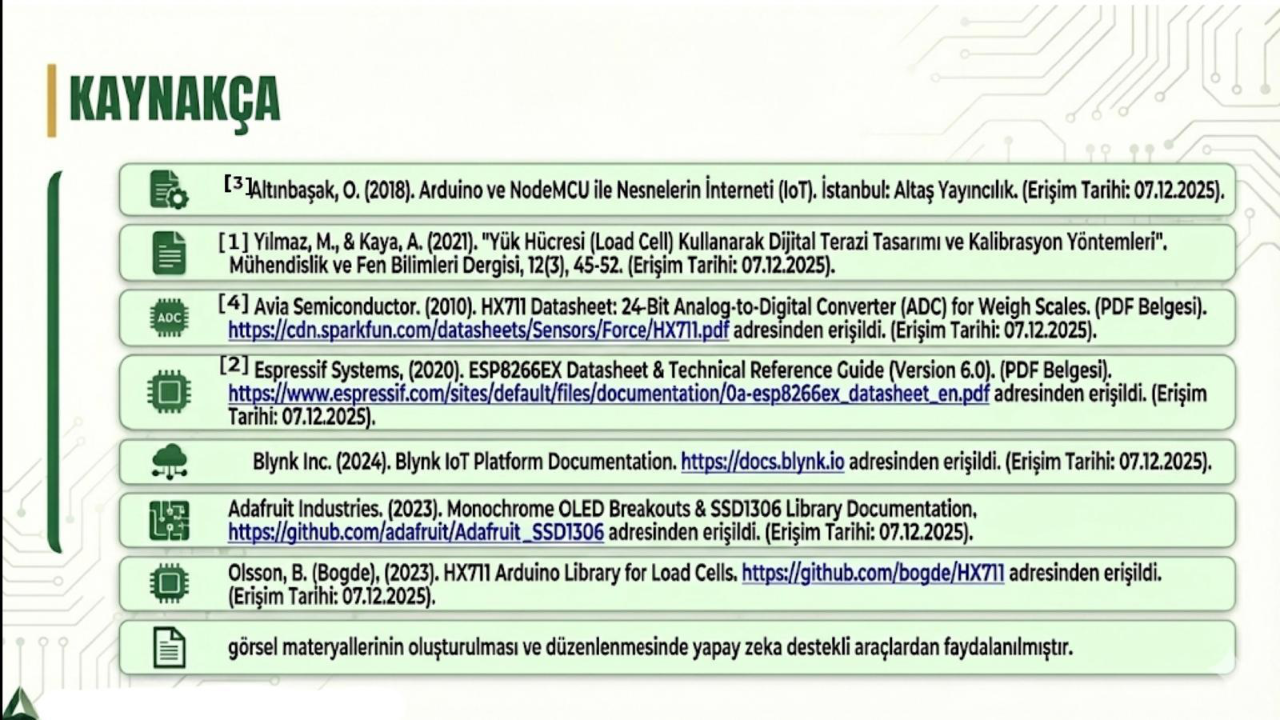 KAYNAKÇA
[3]Altınbaşak, O. (2018). Arduino ve NodeMCU ile Nesnelerin İnterneti (IoT). İstanbul: Altaş Yayıncılık. (Erişim Tarihi: 07.12.2025).
[1] Yılmaz, M., & Kaya, A. (2021). "Yük Hücresi (Load Cell) Kullanarak Dijital Terazi Tasarımı ve Kalibrasyon Yöntemleri".
Mühendislik ve Fen Bilimleri Dergisi, 12(3), 45-52. (Erişim Tarihi: 07.12.2025).
ADC
[4] Avia Semiconductor. (2010). HX711 Datasheet: 24-Bit Analog-to-Digital Converter (ADC) for Weigh Scales. (PDF Belgesi).
https://cdn.sparkfun.com/datasheets/Sensors/Force/HX711.pdf adresinden erişildi. (Erişim Tarihi: 07.12.2025).
[2] Espressif Systems, (2020). ESP8266EX Datasheet & Technical Reference Guide (Version 6.0). (PDF Belgesi).
https://www.espressif.com/sites/default/files/documentation/0a-esp8266ex_datasheet_en.pdf adresinden erişildi. (Erişim
Tarihi: 07.12.2025).
Blynk Inc. (2024). Blynk IoT Platform Documentation. https://docs.blynk.io adresinden erişildi. (Erişim Tarihi: 07.12.2025).
Adafruit Industries. (2023). Monochrome OLED Breakouts & SSD1306 Library Documentation,
https://github.com/adafruit/Adafruit_SSD1306 adresinden erişildi. (Erişim Tarihi: 07.12.2025).
Olsson, B. (Bogde), (2023). HX711 Arduino Library for Load Cells. https://github.com/bogde/HX711 adresinden erişildi.
(Erişim Tarihi: 07.12.2025).
görsel materyallerinin oluşturulması ve düzenlenmesinde yapay zeka destekli araçlardan faydalanılmıştır.